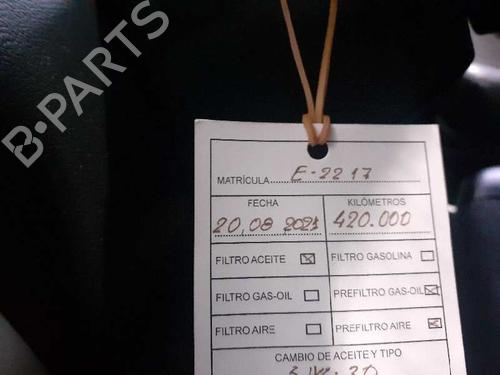 B-PARTS
MATRÍCULA E-2217
FECHA KILÓMETROS
20,08 2021 420.000
FILTRO ACEITE FILTRO GASOLINA
FILTRO GAS-OIL PREFILTRO GAS-OIL
FILTRO AIRE PREFILTRO AIRE
CAMBIO DE ACEITE Y TIPO